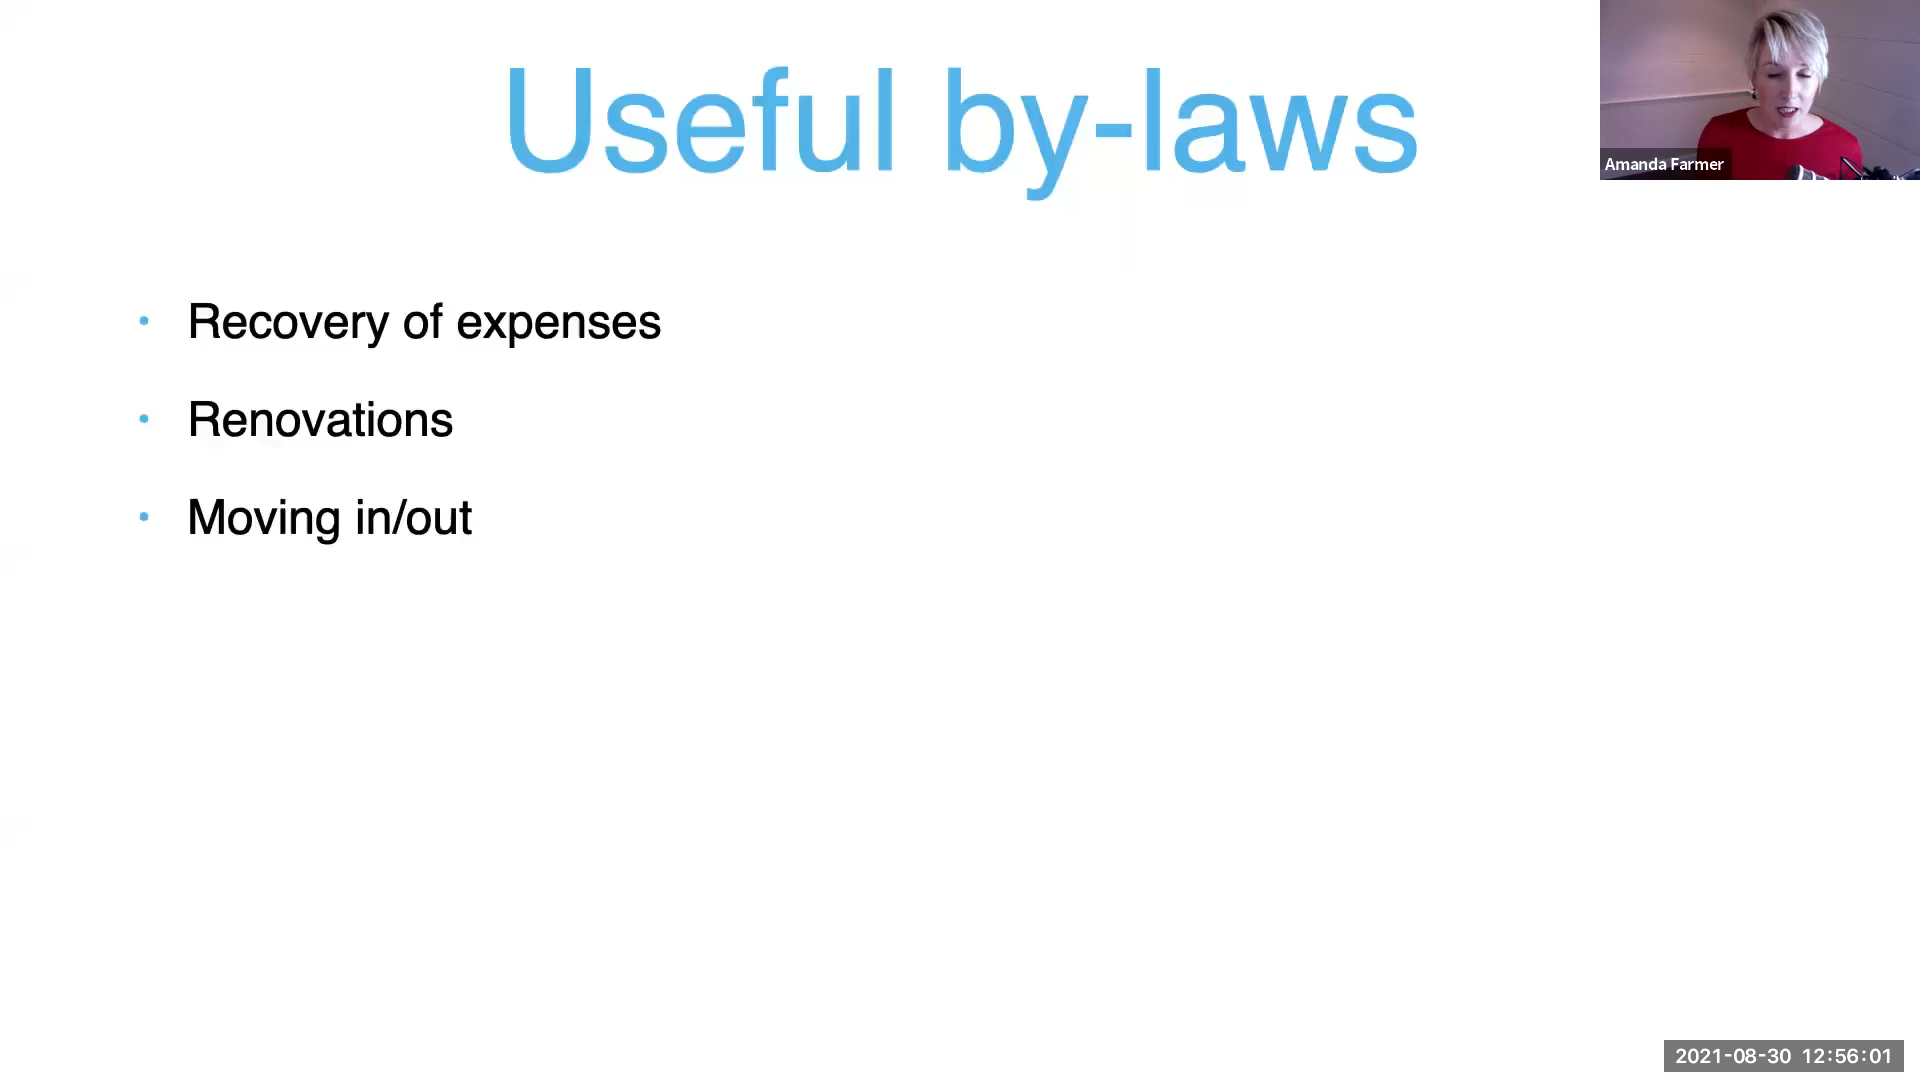 Useful by-laws
Amanda Farmer
• Recovery of expenses
• Renovations
• Moving in/out
2021-08-30 12:56:01